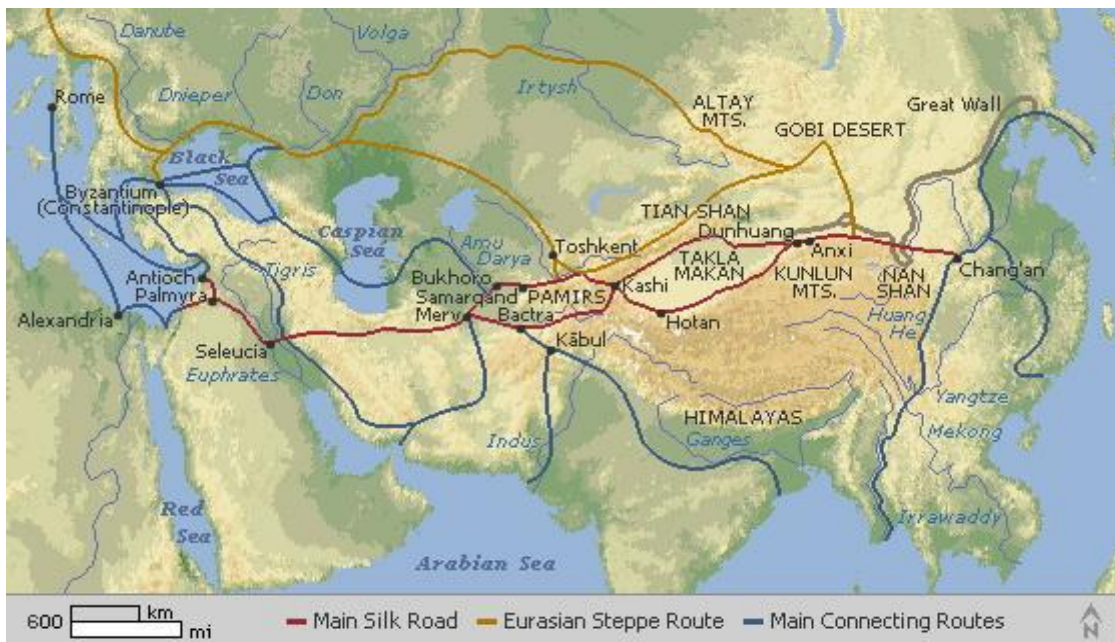 Danube
Volga
Rome
Dnieper
Don
Irtysh
ALTAY
MTS.
Great Wall
GOBI DESERT
Black
Sea
Byzantium
(Constantinople)
Caspian
Sea
TIAN SHAN
Dunhuang
Anxi
Amu
Darya
Toshkent
TAKLA
MAKAN
KUNLUN
MTS.
NAN
SHAN
Chang'an
Antioch
Tigris
Palmyra
Bukhoro
Samarqand
PAMIRS
Kashi
Merv
Bactra
Hotan
Huang
He
Alexandria
Seleucia
Kābul
Euphrates
Yangtze
HIMALAYAS
Indus
Ganges
Mekong
Red
Sea
Irrawaddy
Arabian Sea
600 km
mi
Main Silk Road
Eurasian Steppe Route
Main Connecting Routes
N